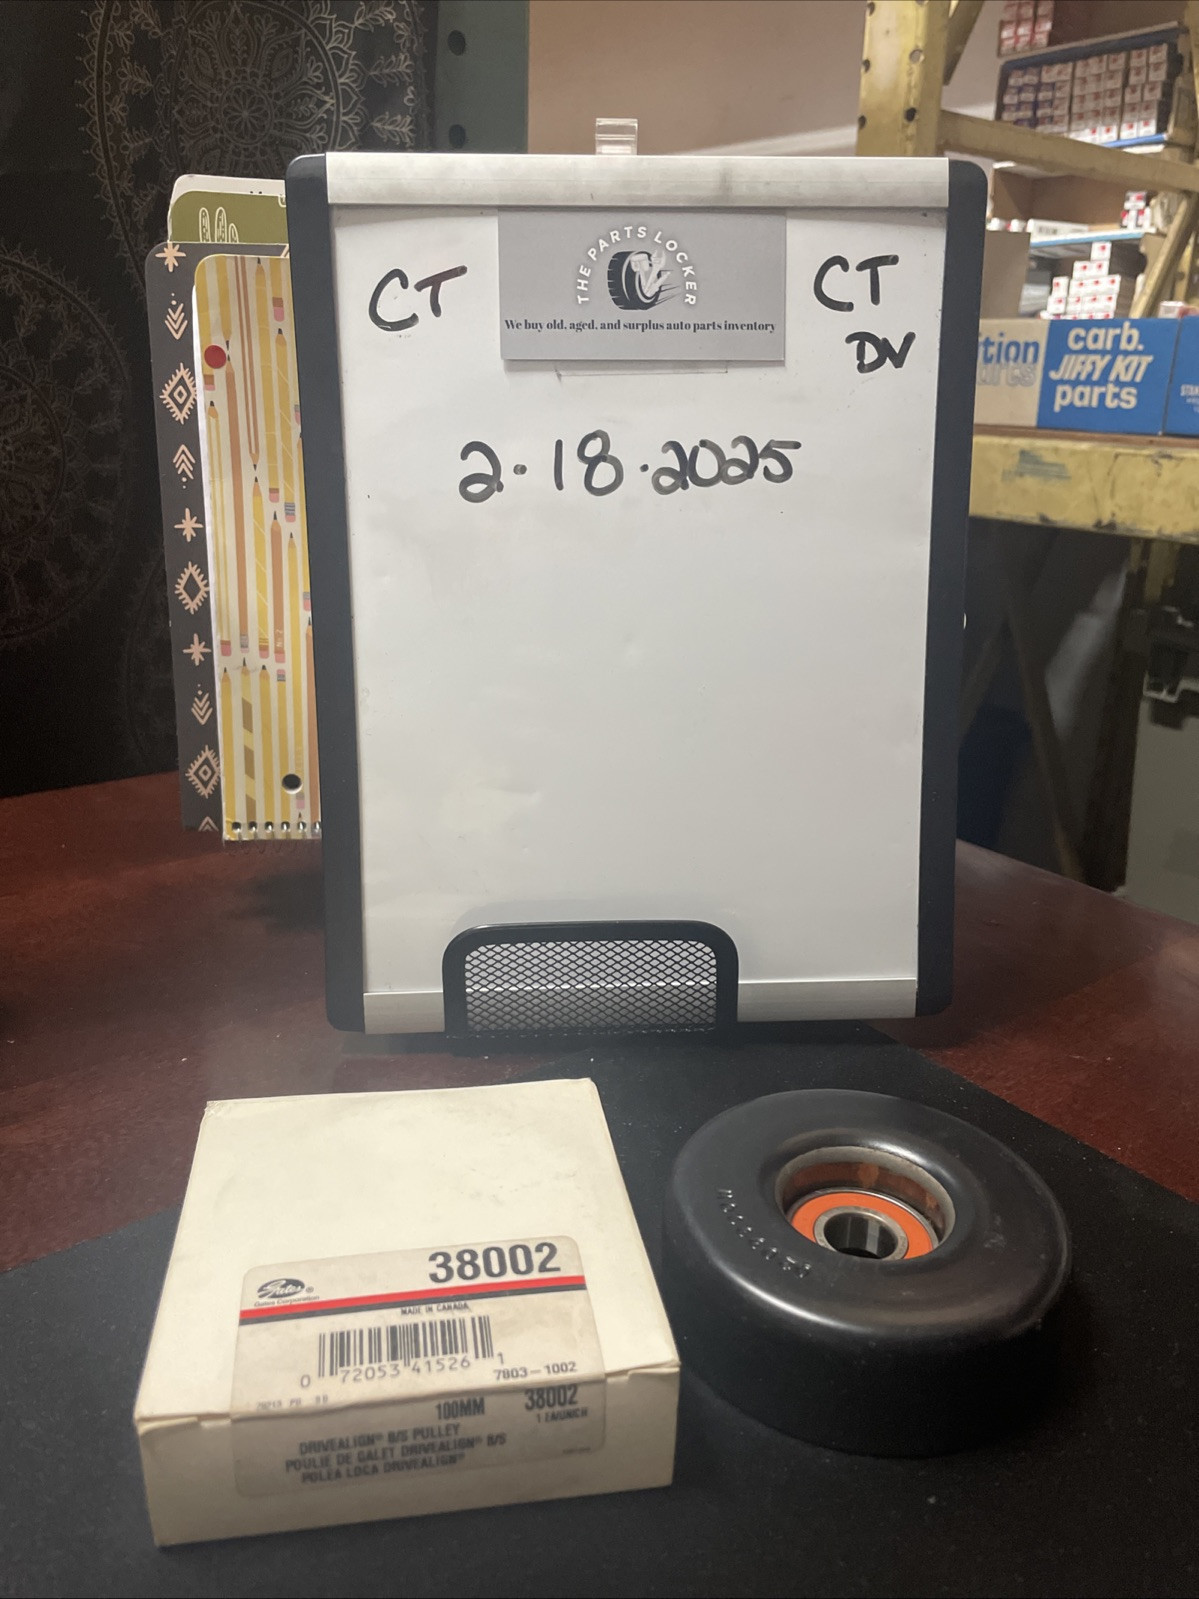 THE PARTS LOCKER
We buy old, aged, and surplus auto parts inventory
CT
CT
DV
2.18.2025
carb.
JIFFY KIT
parts
38002
Gates®
Gates Corporation
MADE IN CANADA
0 72053 41526 1
7803-1002
100MM
38002
DRIVEALIGN® B/S PULLEY
POULIE DE GALET DRIVEALIGN® B/S
POLEA LOCA DRIVEALIGN®